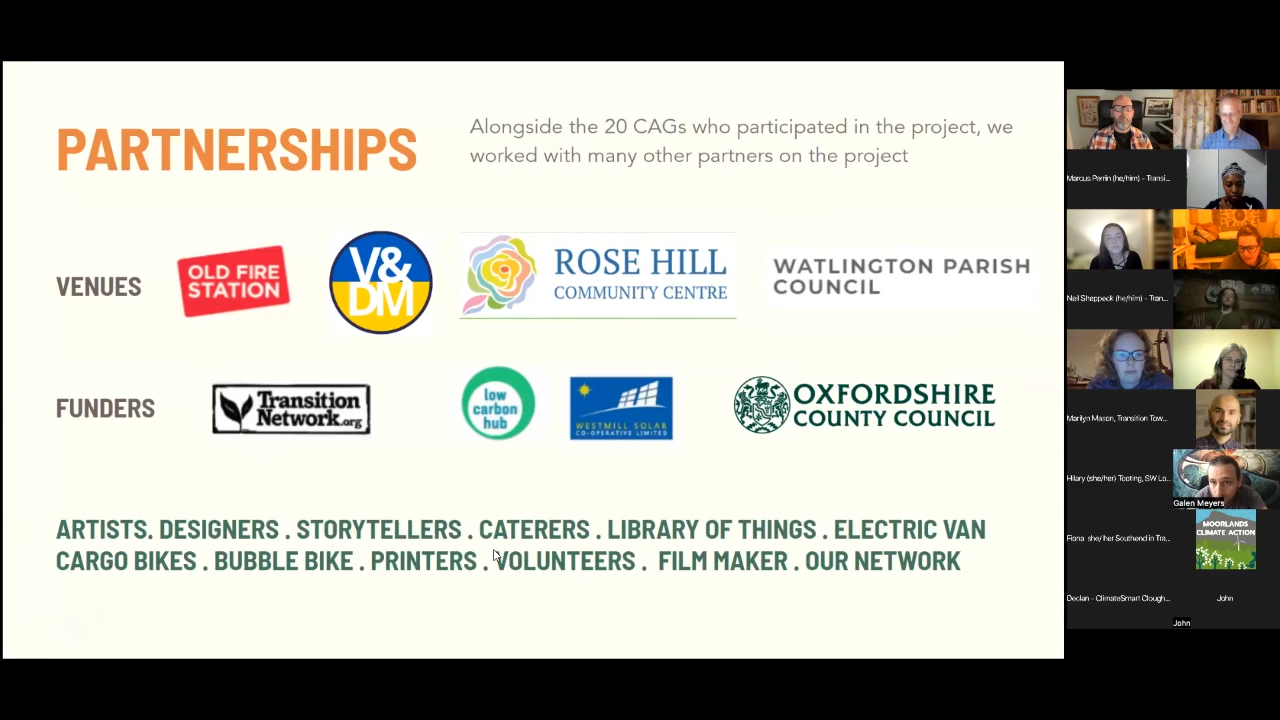 PARTNERSHIPS
Alongside the 20 CAGs who participated in the project, we
worked with many other partners on the project
VENUES
OLD FIRE
STATION
V&
DM
ROSE HILL
COMMUNITY CENTRE
WATLINGTON PARISH
COUNCIL
FUNDERS
Transition
Network.org
low
carbon
hub
WESTMILL SOLAR
CO-OPERATIVE LIMITED
OXFORDSHIRE
COUNTY COUNCIL
ARTISTS. DESIGNERS . STORYTELLERS . CATERERS . LIBRARY OF THINGS . ELECTRIC VAN
CARGO BIKES . BUBBLE BIKE . PRINTERS . VOLUNTEERS . FILM MAKER . OUR NETWORK
Marcus Perrin (he/him) - Transi...
Neil Sheppeck (he/him) - Tran...
Marilyn Mason, Transition Tow...
Hilary (she/her) Tooting, SW Lo...
Galen Meyers
Fiona she/her Southend in Tra...
MOORLANDS
CLIMATE ACTION
Declan - ClimateSmart Clough...
John
John